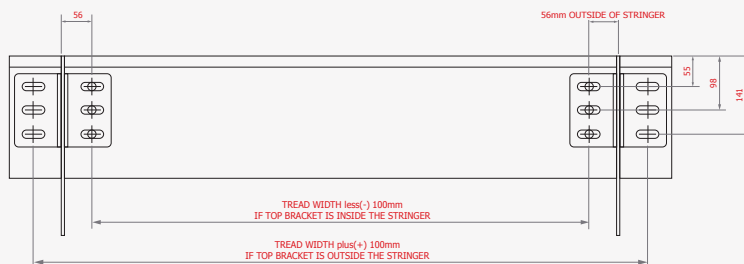 56
56mm OUTSIDE OF STRINGER
55
98
141
TREAD WIDTH less(-) 100mm
IF TOP BRACKET IS INSIDE THE STRINGER
TREAD WIDTH plus(+) 100mm
IF TOP BRACKET IS OUTSIDE THE STRINGER